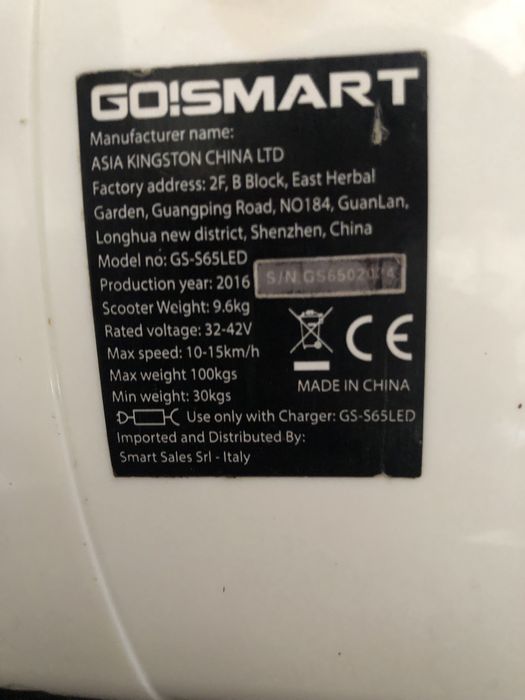 GO!SMART
Manufacturer name:
ASIA KINGSTON CHINA LTD
Factory address: 2F, B Block, East Herbal
Garden, Guangping Road, NO184, GuanLan,
Longhua new district, Shenzhen, China
Model no: GS-S65LED
Production year: 2016
S/N
Scooter Weight: 9.6kg
Rated voltage: 32-42V
Max speed: 10-15km/h
Max weight 100kgs
Min weight: 30kgs
CE
MADE IN CHINA
Use only with Charger: GS-S65LED
Imported and Distributed By:
Smart Sales Srl - Italy